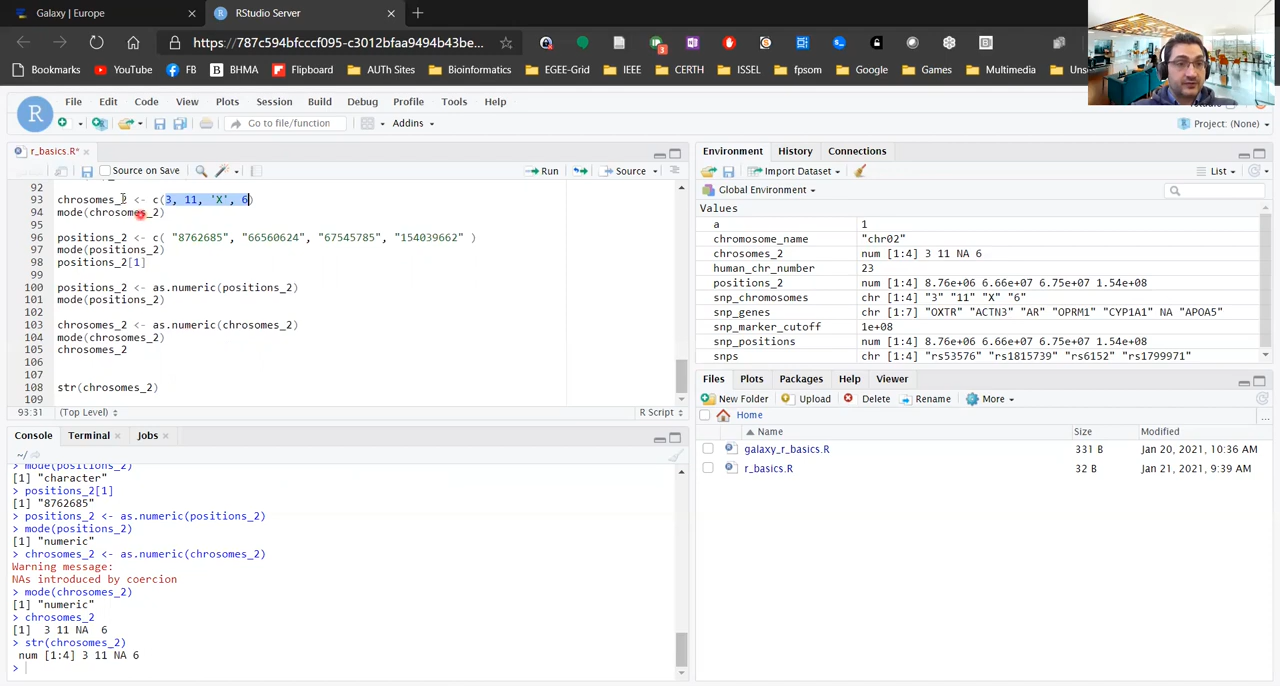 Galaxy | Europe
RStudio Server
https://787c594bfcccf095-c3012bfaa9494b43be...
3
Bookmarks
YouTube
FB
BHMA
Flipboard
AUTh Sites
Bioinformatics
EGEE-Grid
IEEE
CERTH
ISSEL
fpsom
Google
Games
Multimedia
File Edit Code View Plots Session Build Debug Profile Tools Help
Go to file/function
Addins
Project: (None)
r_basics.R*
Source on Save
Run
Source
92
93 chrosomes_2 <- c(3, 11, 'X', 6)
94 mode(chrosomes_2)
95
96 positions_2 <- c( "8762685", "66560624", "67545785", "154039662" )
97 mode(positions_2)
98 positions_2[1]
99
100 positions_2 <- as.numeric(positions_2)
101 mode(positions_2)
102
103 chrosomes_2 <- as.numeric(chrosomes_2)
104 mode(chrosomes_2)
105 chrosomes_2
106
107
108 str(chrosomes_2)
109
93:31 (Top Level)
R Script
Console Terminal Jobs
~/
> mode(positions_2)
[1] "character"
> positions_2[1]
[1] "8762685"
> positions_2 <- as.numeric(positions_2)
> mode(positions_2)
[1] "numeric"
> chrosomes_2 <- as.numeric(chrosomes_2)
Warning message:
NAs introduced by coercion
> mode(chrosomes_2)
[1] "numeric"
> chrosomes_2
[1]  3 11 NA  6
> str(chrosomes_2)
 num [1:4] 3 11 NA 6
>
Environment History Connections
Import Dataset
List
Global Environment
Values
a 1
chromosome_name "chr02"
chrosomes_2 num [1:4] 3 11 NA 6
human_chr_number 23
positions_2 num [1:4] 8.76e+06 6.66e+07 6.75e+07 1.54e+08
snp_chromosomes chr [1:4] "3" "11" "X" "6"
snp_genes chr [1:7] "OXTR" "ACTN3" "AR" "OPRM1" "CYP1A1" NA "APOA5"
snp_marker_cutoff 1e+08
snp_positions num [1:4] 8.76e+06 6.66e+07 6.75e+07 1.54e+08
snps chr [1:4] "rs53576" "rs1815739" "rs6152" "rs1799971"
Files Plots Packages Help Viewer
New Folder Upload Delete Rename More
Home
Name Size Modified
galaxy_r_basics.R 331 B Jan 20, 2021, 10:36 AM
r_basics.R 32 B Jan 21, 2021, 9:39 AM